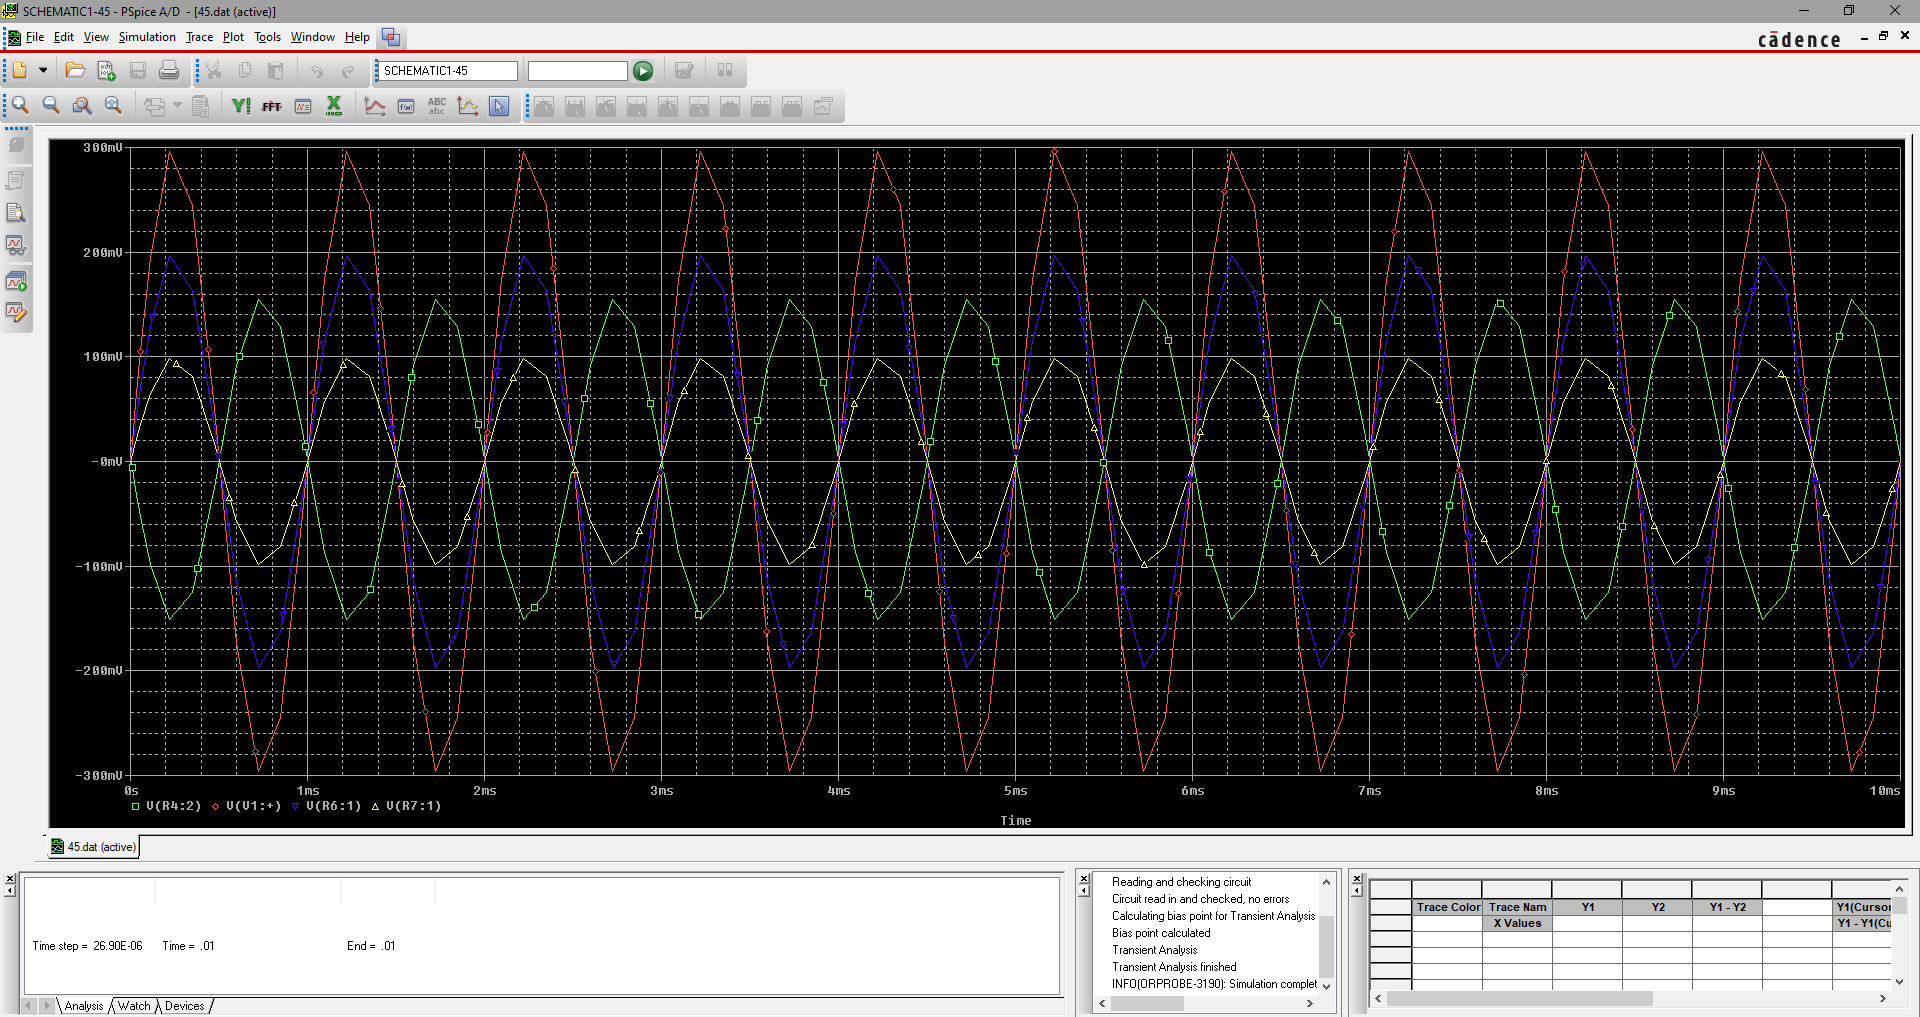 SCHEMATIC1-45 - PSpice A/D - [45.dat (active)]
File Edit View Simulation Trace Plot Tools Window Help
cādence
SCHEMATIC1-45
FFT
ABC
abc
300mV
200mV
100mV
-0mV
-100mV
-200mV
-300mV
0s 1ms 2ms 3ms 4ms 5ms 6ms 7ms 8ms 9ms 10ms
V(R4:2) V(V1:+) V(R6:1) V(R7:1)
Time
45.dat (active)
Time step = 26.90E-06 Time = .01 End = .01
Analysis Watch Devices
Reading and checking circuit
Circuit read in and checked, no errors
Calculating bias point for Transient Analysis
Bias point calculated
Transient Analysis
Transient Analysis finished
INFO(ORPROBE-3190): Simulation complet
Trace Color Trace Nam Y1 Y2 Y1 - Y2 Y1(Cursor
X Values Y1 - Y1(Cu